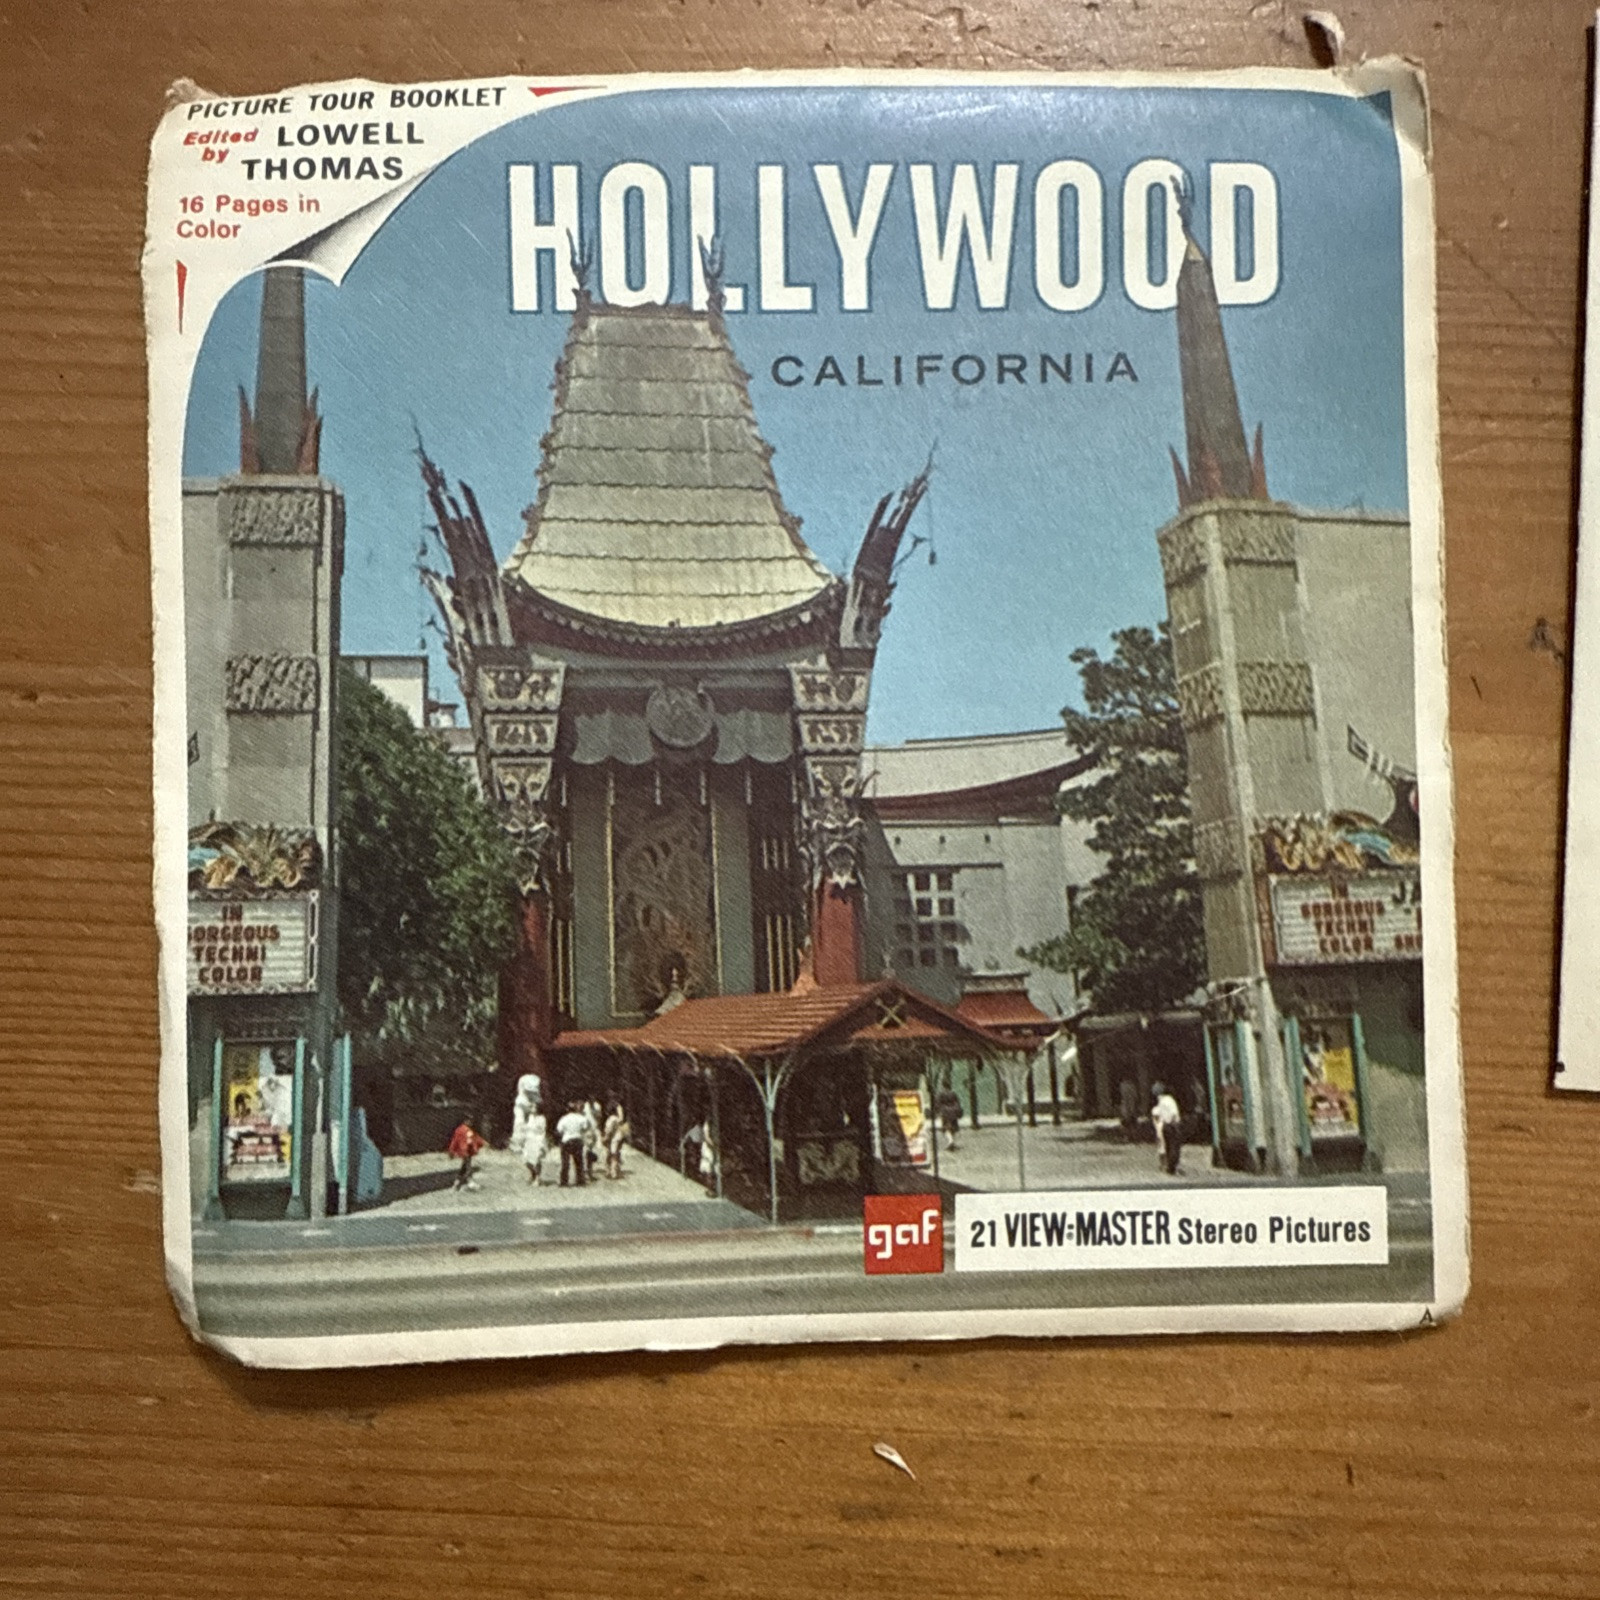 PICTURE TOUR BOOKLET
Edited by LOWELL THOMAS
16 Pages in
Color
HOLLYWOOD
CALIFORNIA
IN
GORGEOUS
TECHNI
COLOR
IN
GORGEOUS
TECHNI
COLOR
gaf
21 VIEW-MASTER Stereo Pictures
A